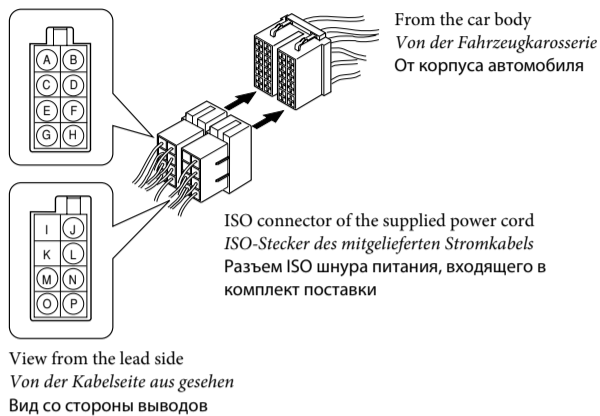 From the car body
Von der Fahrzeugkarosserie
От корпуса автомобиля
A B
C D
E F
G H
I J
K L
M N
O P
ISO connector of the supplied power cord
ISO-Stecker des mitgelieferten Stromkabels
Разъем ISO шнура питания, входящего в
комплект поставки
View from the lead side
Von der Kabelseite aus gesehen
Вид со стороны выводов